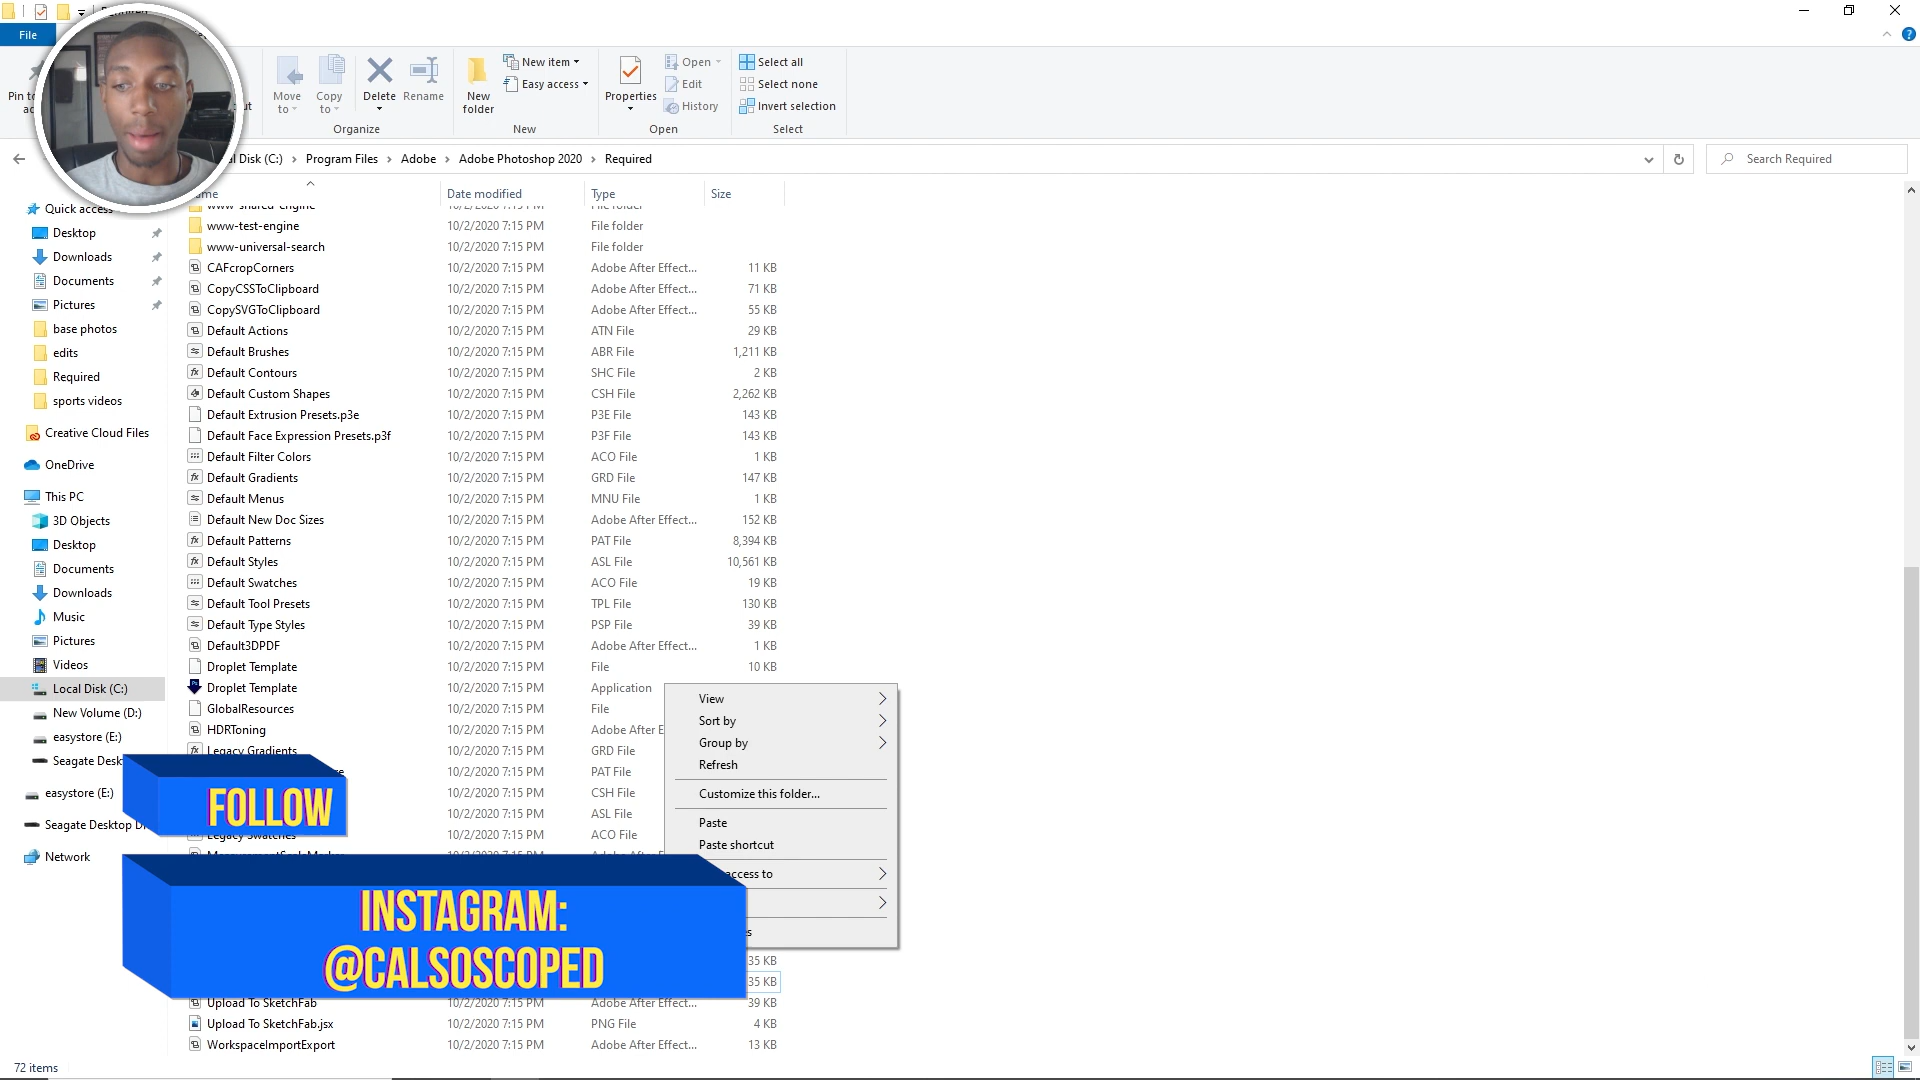 File
Move to
Copy to
Delete
Rename
New folder
New item
Easy access
Properties
Open
Edit
History
Select all
Select none
Invert selection
Organize
New
Open
Select
Disk (C:) > Program Files > Adobe > Adobe Photoshop 2020 > Required
Search Required
Date modified Type Size
Quick access
Desktop
Downloads
Documents
Pictures
base photos
edits
Required
sports videos
Creative Cloud Files
OneDrive
This PC
3D Objects
Desktop
Documents
Downloads
Music
Pictures
Videos
Local Disk (C:)
New Volume (D:)
easystore (E:)
Seagate
easystore (E:)
Seagate Desktop
Network
www-test-engine 10/2/2020 7:15 PM File folder
www-universal-search 10/2/2020 7:15 PM File folder
CAFcropCorners 10/2/2020 7:15 PM Adobe After Effect... 11 KB
CopyCSSToClipboard 10/2/2020 7:15 PM Adobe After Effect... 71 KB
CopySVGToClipboard 10/2/2020 7:15 PM Adobe After Effect... 55 KB
Default Actions 10/2/2020 7:15 PM ATN File 29 KB
Default Brushes 10/2/2020 7:15 PM ABR File 1,211 KB
Default Contours 10/2/2020 7:15 PM SHC File 2 KB
Default Custom Shapes 10/2/2020 7:15 PM CSH File 2,262 KB
Default Extrusion Presets.p3e 10/2/2020 7:15 PM P3E File 143 KB
Default Face Expression Presets.p3f 10/2/2020 7:15 PM P3F File 143 KB
Default Filter Colors 10/2/2020 7:15 PM ACO File 1 KB
Default Gradients 10/2/2020 7:15 PM GRD File 147 KB
Default Menus 10/2/2020 7:15 PM MNU File 1 KB
Default New Doc Sizes 10/2/2020 7:15 PM Adobe After Effect... 152 KB
Default Patterns 10/2/2020 7:15 PM PAT File 8,394 KB
Default Styles 10/2/2020 7:15 PM ASL File 10,561 KB
Default Swatches 10/2/2020 7:15 PM ACO File 19 KB
Default Tool Presets 10/2/2020 7:15 PM TPL File 130 KB
Default Type Styles 10/2/2020 7:15 PM PSP File 39 KB
Default3DPDF 10/2/2020 7:15 PM Adobe After Effect... 1 KB
Droplet Template 10/2/2020 7:15 PM File 10 KB
Droplet Template 10/2/2020 7:15 PM Application
GlobalResources 10/2/2020 7:15 PM File
HDRToning 10/2/2020 7:15 PM Adobe After E
Legacy Gradients 10/2/2020 7:15 PM GRD File
10/2/2020 7:15 PM PAT File
10/2/2020 7:15 PM CSH File
10/2/2020 7:15 PM ASL File
Legacy Swatches 10/2/2020 7:15 PM ACO File
View
Sort by
Group by
Refresh
Customize this folder...
Paste
Paste shortcut
access to
FOLLOW
INSTAGRAM:
@CALSOSCOPED
35 KB
35 KB
Upload To SketchFab 10/2/2020 7:15 PM Adobe After Effect... 39 KB
Upload To SketchFab.jsx 10/2/2020 7:15 PM PNG File 4 KB
WorkspaceImportExport 10/2/2020 7:15 PM Adobe After Effect... 13 KB
72 items